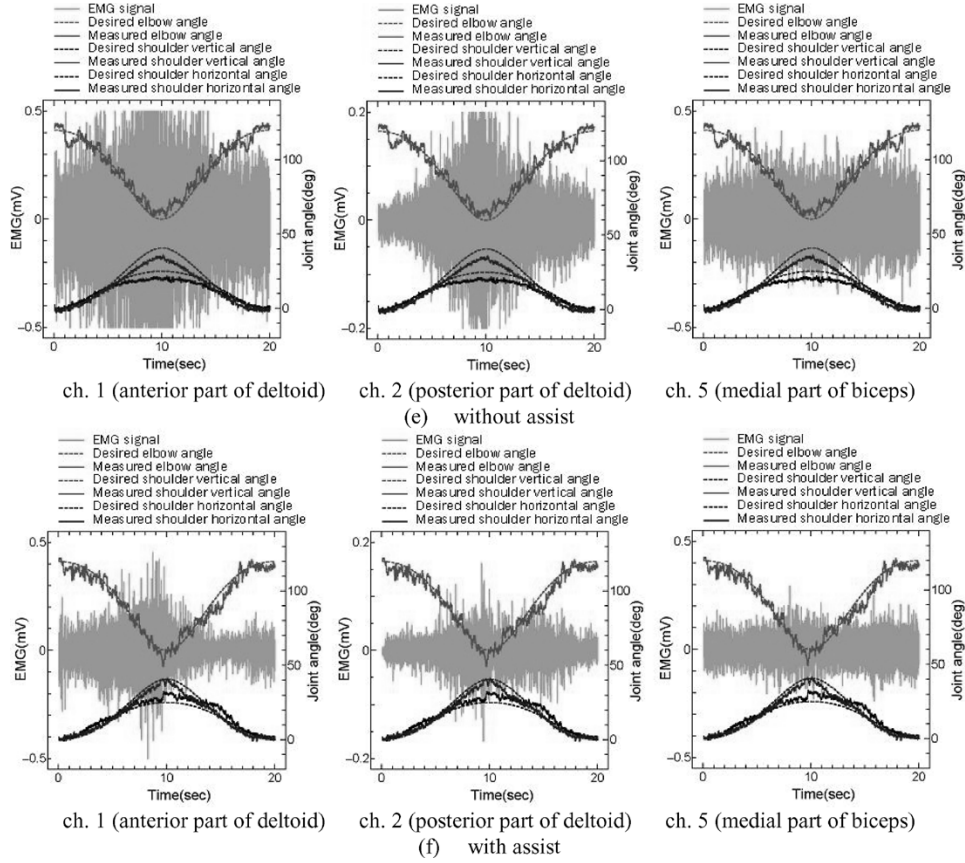 EMG signal
Desired elbow angle
Measured elbow angle
Desired shoulder vertical angle
Measured shoulder vertical angle
Desired shoulder horizontal angle
Measured shoulder horizontal angle
0.5
0
−0.5
EMG(mV)
100
50
0
Joint angle(deg)
0
10
20
Time(sec)
ch. 1 (anterior part of deltoid)
EMG signal
Desired elbow angle
Measured elbow angle
Desired shoulder vertical angle
Measured shoulder vertical angle
Desired shoulder horizontal angle
Measured shoulder horizontal angle
0.2
0
−0.2
EMG(mV)
100
50
0
Joint angle(deg)
0
10
20
Time(sec)
ch. 2 (posterior part of deltoid)
EMG signal
Desired elbow angle
Measured elbow angle
Desired shoulder vertical angle
Measured shoulder vertical angle
Desired shoulder horizontal angle
Measured shoulder horizontal angle
0.5
0
−0.5
EMG(mV)
100
50
0
Joint angle(deg)
0
10
20
Time(sec)
ch. 5 (medial part of biceps)
(e) without assist
EMG signal
Desired elbow angle
Measured elbow angle
Desired shoulder vertical angle
Measured shoulder vertical angle
Desired shoulder horizontal angle
Measured shoulder horizontal angle
0.5
0
−0.5
EMG(mV)
100
50
0
Joint angle(deg)
0
10
20
Time(sec)
ch. 1 (anterior part of deltoid)
EMG signal
Desired elbow angle
Measured elbow angle
Desired shoulder vertical angle
Measured shoulder vertical angle
Desired shoulder horizontal angle
Measured shoulder horizontal angle
0.2
0
−0.2
EMG(mV)
100
50
0
Joint angle(deg)
0
10
20
Time(sec)
ch. 2 (posterior part of deltoid)
EMG signal
Desired elbow angle
Measured elbow angle
Desired shoulder vertical angle
Measured shoulder vertical angle
Desired shoulder horizontal angle
Measured shoulder horizontal angle
0.5
0
−0.5
EMG(mV)
100
50
0
Joint angle(deg)
0
10
20
Time(sec)
ch. 5 (medial part of biceps)
(f) with assist